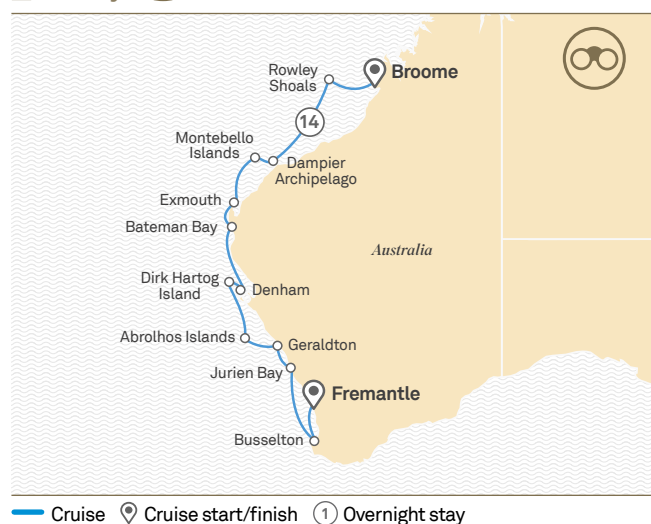 Rowley
Shoals
Broome
14
Montebello
Islands
Dampier
Archipelago
Exmouth
Bateman Bay
Australia
Dirk Hartog
Island
Denham
Abrolhos Islands
Geraldton
Jurien Bay
Fremantle
Busselton
Cruise
Cruise start/finish
1 Overnight stay